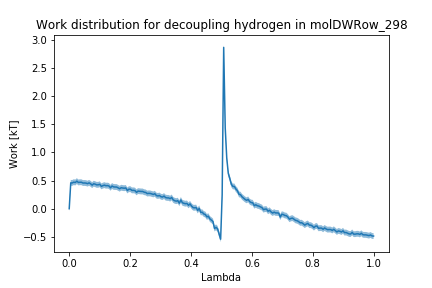 Work distribution for decoupling hydrogen in molDWRow_298
Work [kT]
3.0
2.5
2.0
1.5
1.0
0.5
0.0
−0.5
0.0 0.2 0.4 0.6 0.8 1.0
Lambda